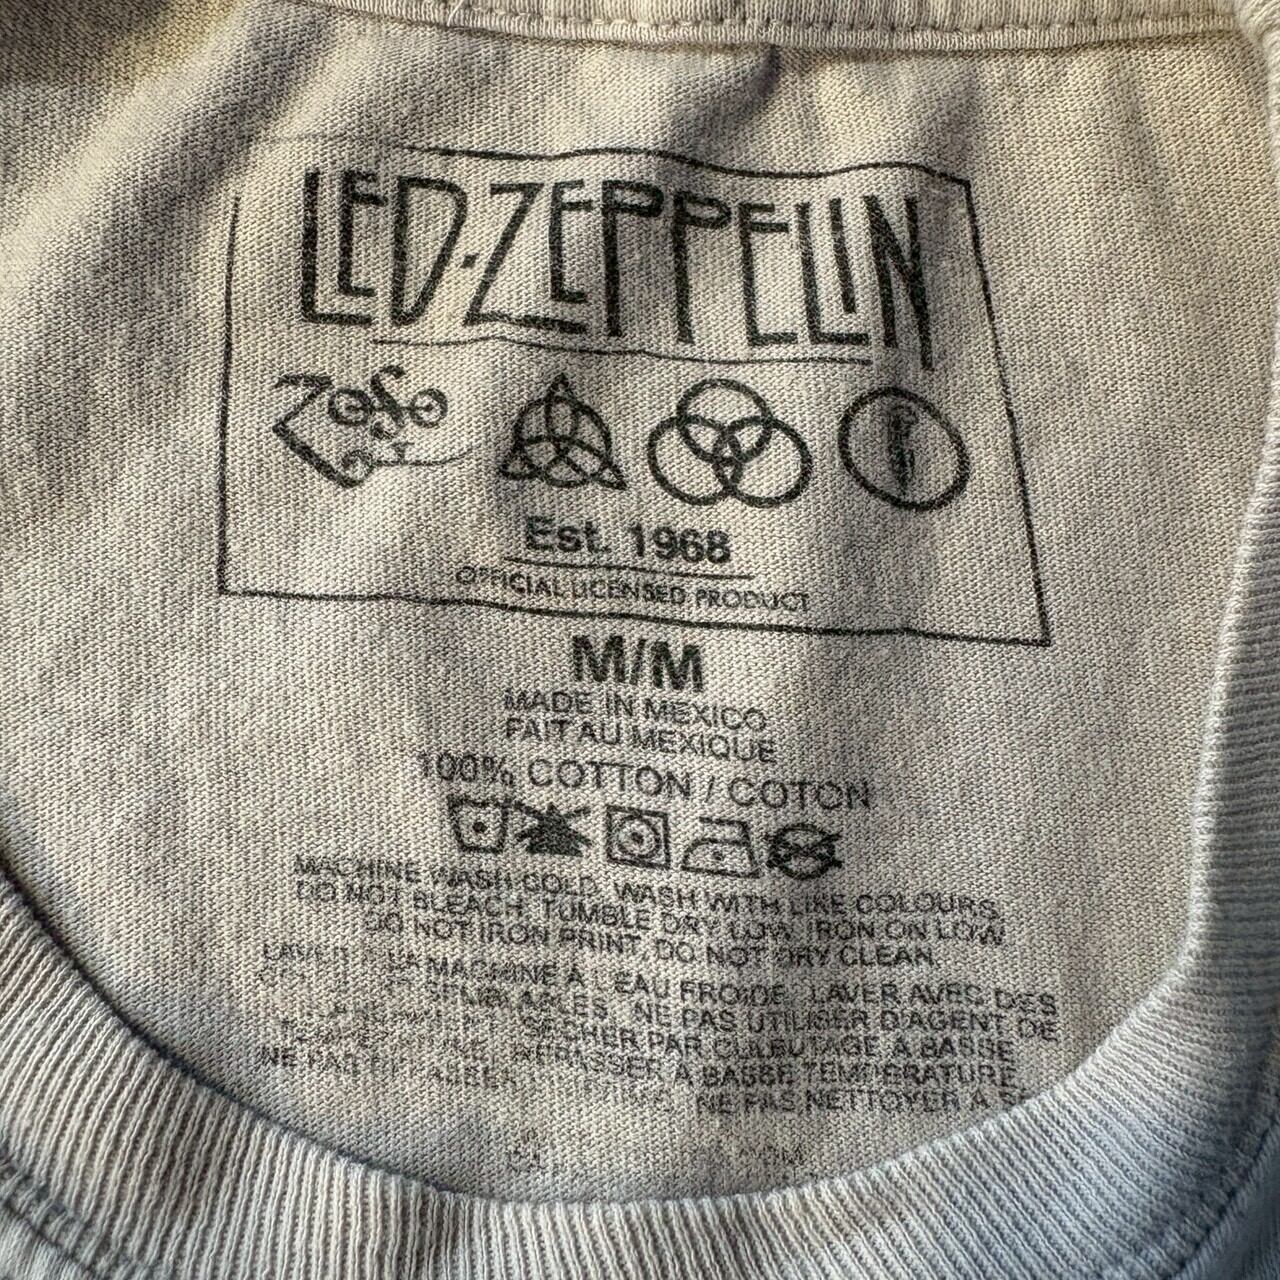 LED-ZEPPELIN
Est. 1968
OFFICIAL LICENSED PRODUCT
M/M
MADE IN MEXICO
FAIT AU MEXIQUE
100% COTTON / COTON
MACHINE WASH COLD. WASH WITH LIKE COLOURS.
DO NOT BLEACH. TUMBLE DRY LOW. IRON ON LOW
DO NOT IRON PRINT, DO NOT DRY CLEAN.
LAVER À LA MACHINE À L'EAU FROIDE. LAVER AVEC DES
SEMBLABLES. NE PAS UTILISER D'AGENT DE
SÉCHER PAR CULBUTAGE À BASSE
REPASSER À BASSE TEMPÉRATURE.
NE PAS NE PAS NETTOYER À